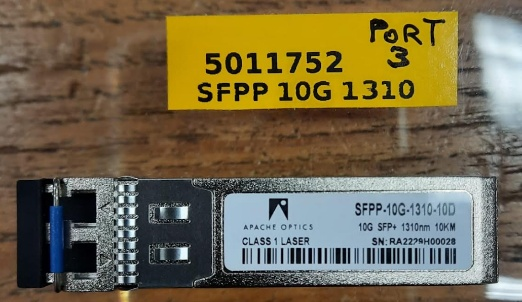 PORT
3
5011752
SFPP 10G 1310
APACHE OPTICS
SFPP-10G-1310-10D
10G SFP+ 1310nm 10KM
CLASS 1 LASER
SN: RA2229H00028